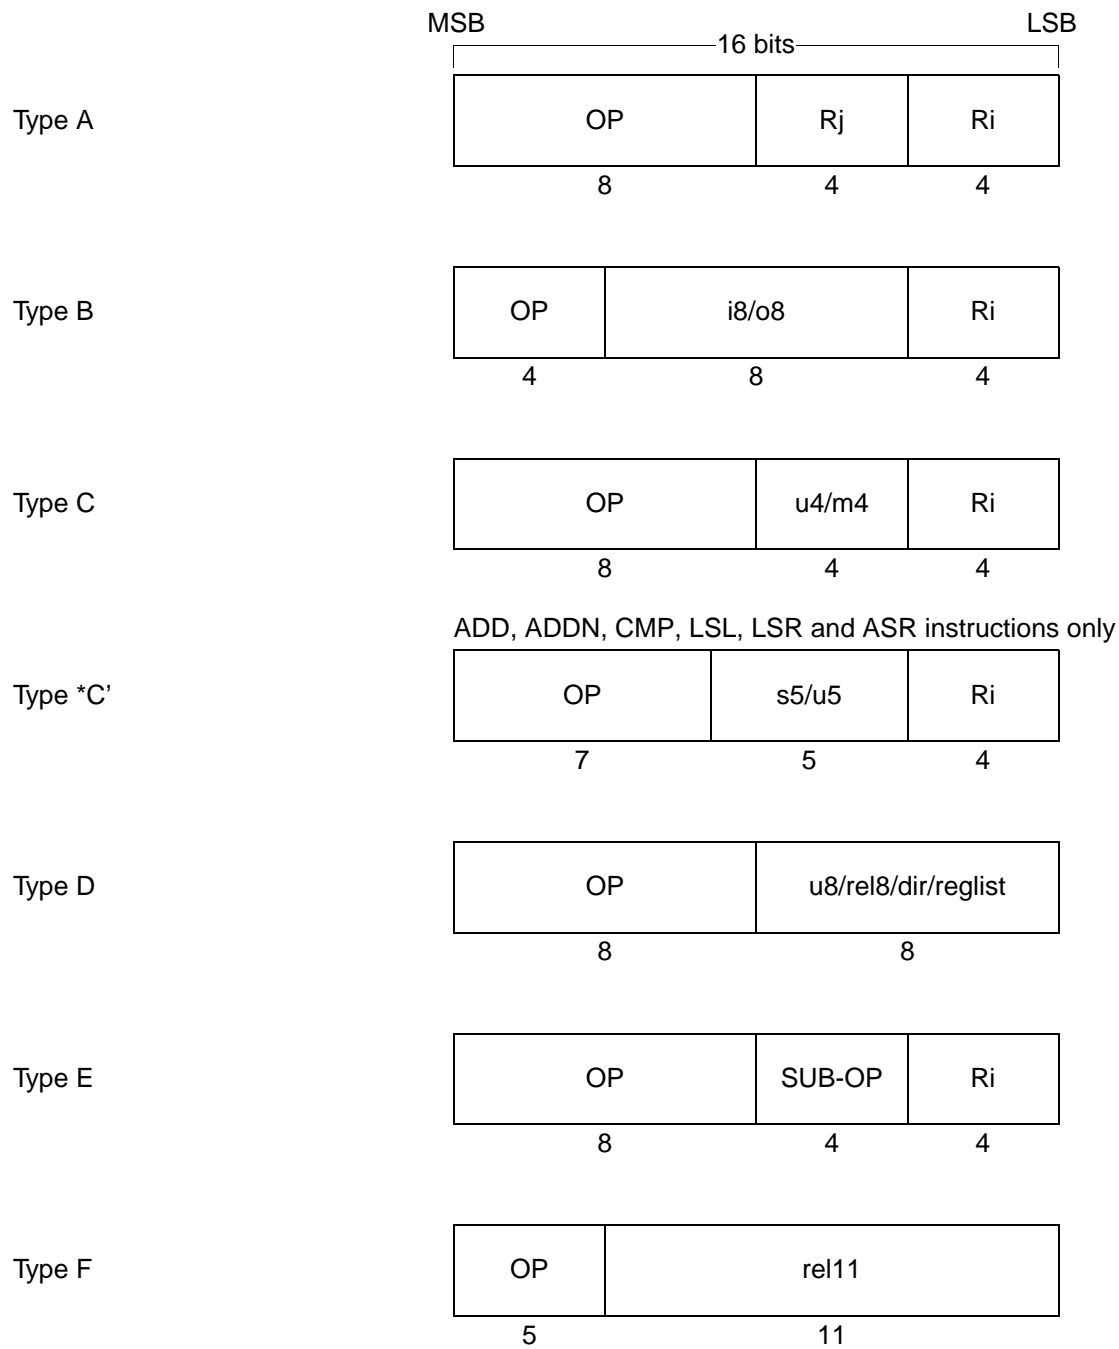 MSB LSB
16 bits
Type A OP Rj Ri
8 4 4
Type B OP i8/o8 Ri
4 8 4
Type C OP u4/m4 Ri
8 4 4
ADD, ADDN, CMP, LSL, LSR and ASR instructions only
Type *C’ OP s5/u5 Ri
7 5 4
Type D OP u8/rel8/dir/reglist
8 8
Type E OP SUB-OP Ri
8 4 4
Type F OP rel11
5 11